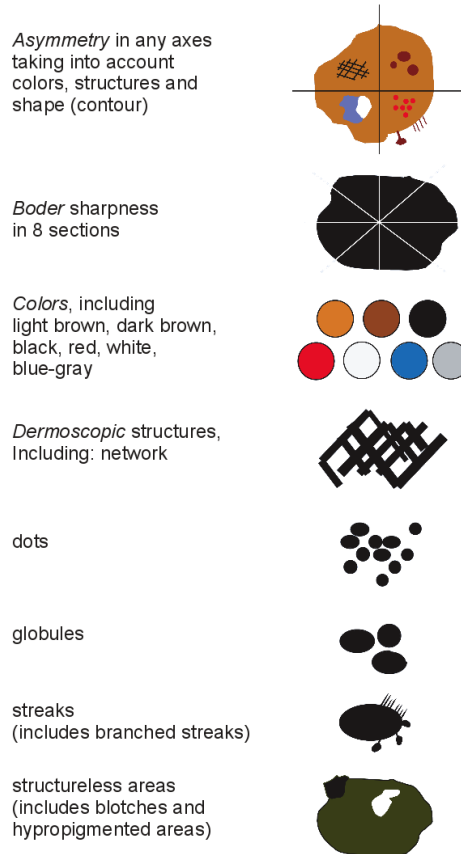 Asymmetry in any axes
taking into account
colors, structures and
shape (contour)
Boder sharpness
in 8 sections
Colors, including
light brown, dark brown,
black, red, white,
blue-gray
Dermoscopic structures,
Including: network
dots
globules
streaks
(includes branched streaks)
structureless areas
(includes blotches and
hypropigmented areas)